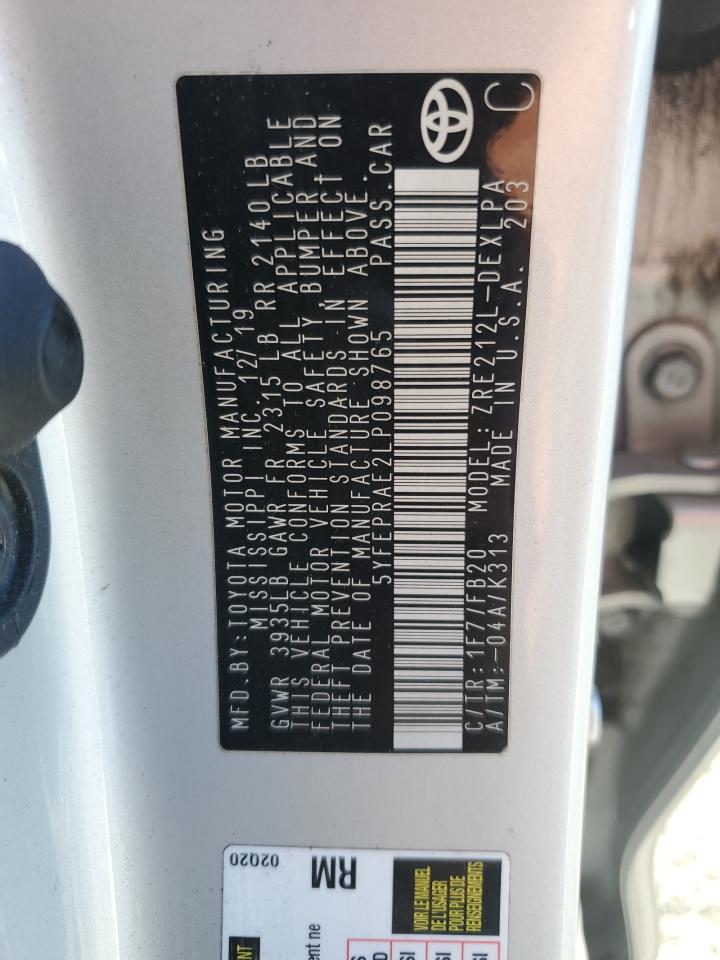 MFD.BY:TOYOTA MOTOR MANUFACTURING
MISSISSIPPI INC. 12/19
GVWR 3935LB GAWR FR 2315 LB RR 2140LB
THIS VEHICLE CONFORMS TO ALL APPLICABLE
FEDERAL MOTOR VEHICLE SAFETY, BUMPER AND
THEFT PREVENTION STANDARDS IN EFFECT ON
THE DATE OF MANUFACTURE SHOWN ABOVE.
5YFEPRAE2LP098765 PASS.CAR
C/TR:1F7/FB20 MODEL:ZRE212L-DEXLPA
A/TM:-04A/K313 MADE IN U.S.A. 203
C
02Q20
RM
VOIR LE MANUEL
DE L'USAGER
POUR PLUS DE
RENSEIGNEMENTS